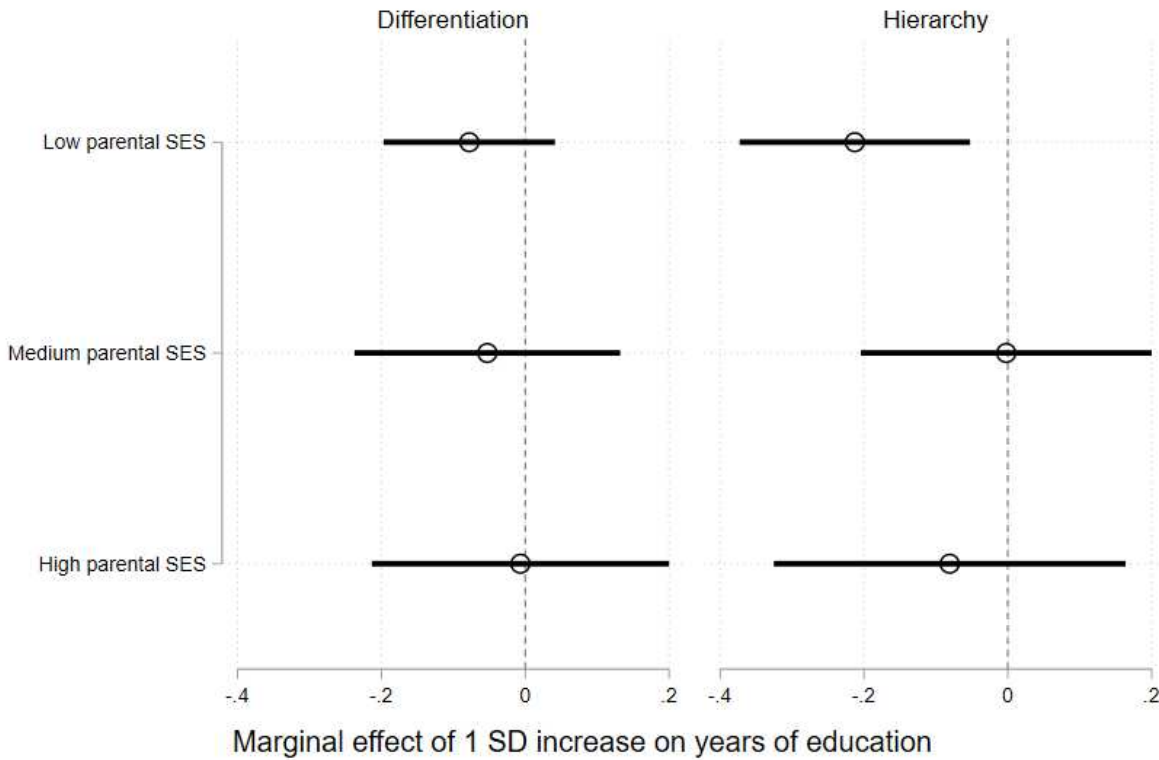 Differentiation
Hierarchy
Low parental SES
Medium parental SES
High parental SES
-.4 -.2 0 .2
-.4 -.2 0 .2
Marginal effect of 1 SD increase on years of education